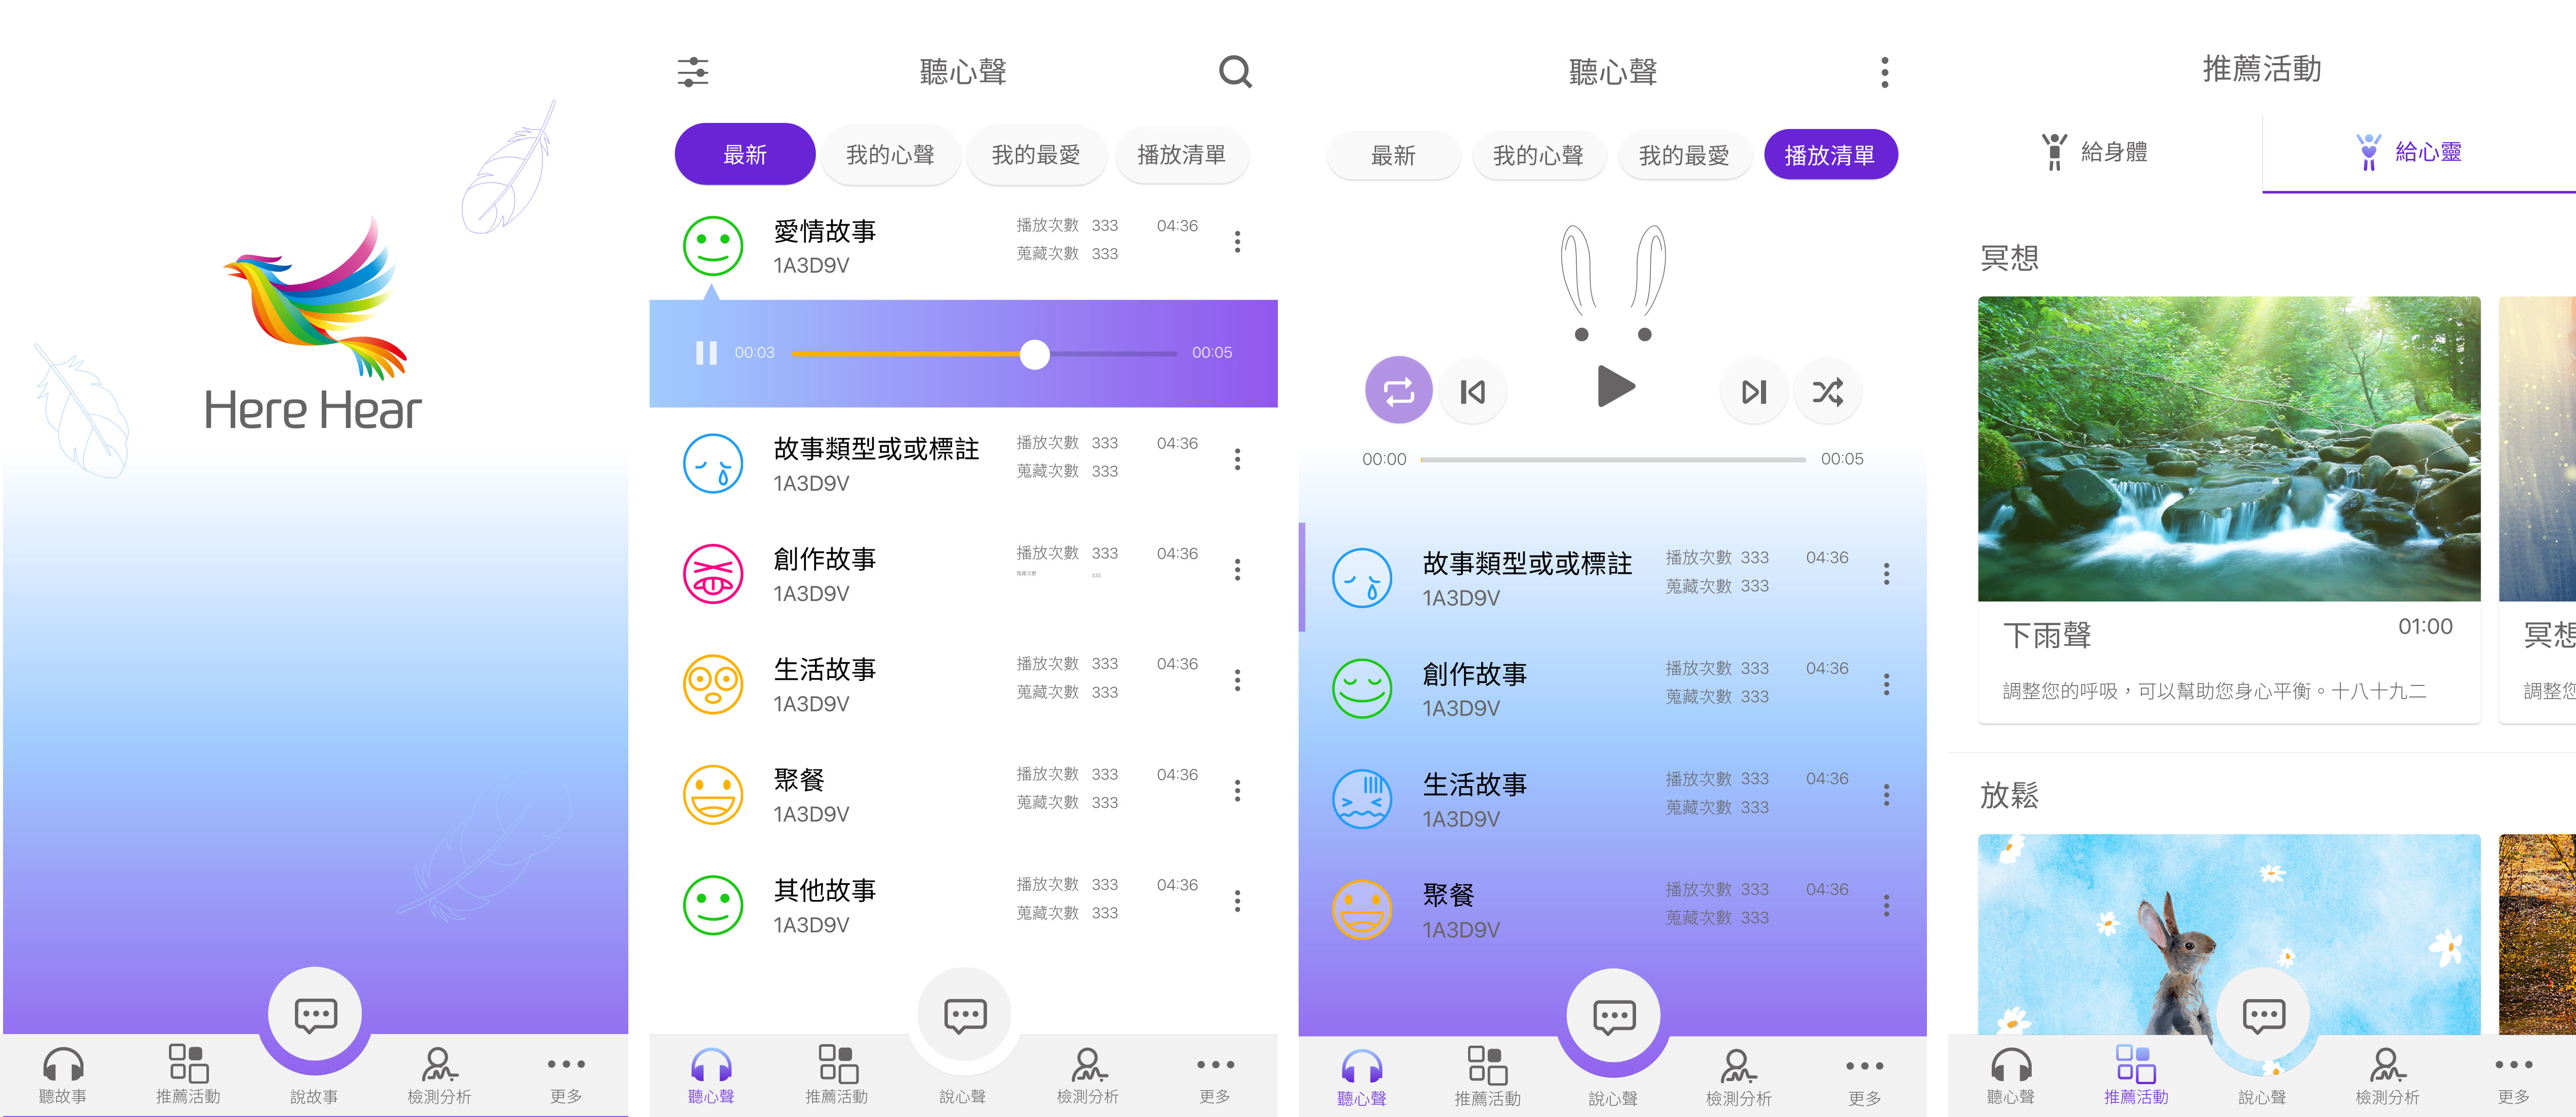 Here Hear
聽故事
推薦活動
說故事
檢測分析
更多
聽心聲
最新
我的心聲
我的最愛
播放清單
愛情故事
播放次數 333 04:36
1A3D9V
蒐藏次數 333
00:03
00:05
故事類型或或標註
播放次數 333 04:36
1A3D9V
蒐藏次數 333
創作故事
播放次數 333 04:36
蒐藏次數 333
1A3D9V
生活故事
播放次數 333 04:36
1A3D9V
蒐藏次數 333
聚餐
播放次數 333 04:36
1A3D9V
蒐藏次數 333
其他故事
播放次數 333 04:36
1A3D9V
蒐藏次數 333
聽心聲
推薦活動
說心聲
檢測分析
更多
聽心聲
最新
我的心聲
我的最愛
播放清單
00:00
00:05
故事類型或或標註
播放次數 333 04:36
1A3D9V
蒐藏次數 333
創作故事
播放次數 333 04:36
1A3D9V
蒐藏次數 333
生活故事
播放次數 333 04:36
1A3D9V
蒐藏次數 333
聚餐
播放次數 333 04:36
1A3D9V
蒐藏次數 333
聽心聲
推薦活動
說心聲
檢測分析
更多
推薦活動
給身體
給心靈
冥想
下雨聲
01:00
調整您的呼吸，可以幫助您身心平衡。十八十九二
冥想
調整您
放鬆
聽心聲
推薦活動
說心聲
檢測分析
更多